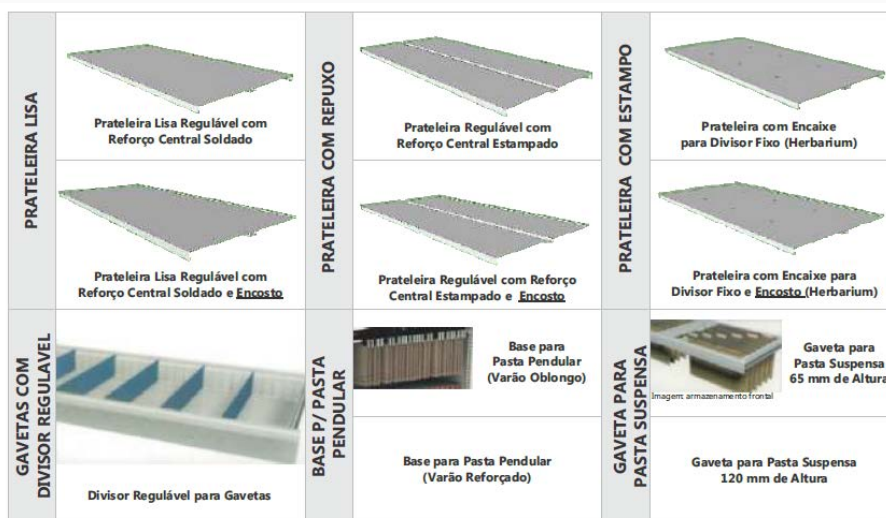 PRATELEIRA LISA
Prateleira Lisa Regulável com
Reforço Central Soldado
Prateleira Lisa Regulável com
Reforço Central Soldado e Encosto
PRATELEIRA COM REPUXO
Prateleira Regulável com
Reforço Central Estampado
Prateleira Regulável com Reforço
Central Estampado e Encosto
PRATELEIRA COM ESTAMPO
Prateleira com Encaixe
para Divisor Fixo (Herbarium)
Prateleira com Encaixe para
Divisor Fixo e Encosto (Herbarium)
GAVETAS COM
DIVISOR REGULAVEL
Divisor Regulável para Gavetas
BASE P/ PASTA
PENDULAR
Base para
Pasta Pendular
(Varão Oblongo)
Base para Pasta Pendular
(Varão Reforçado)
GAVETA PARA
PASTA SUSPENSA
Gaveta para
Pasta Suspensa
65 mm de Altura
Imagem: armazenamento frontal
Gaveta para Pasta Suspensa
120 mm de Altura